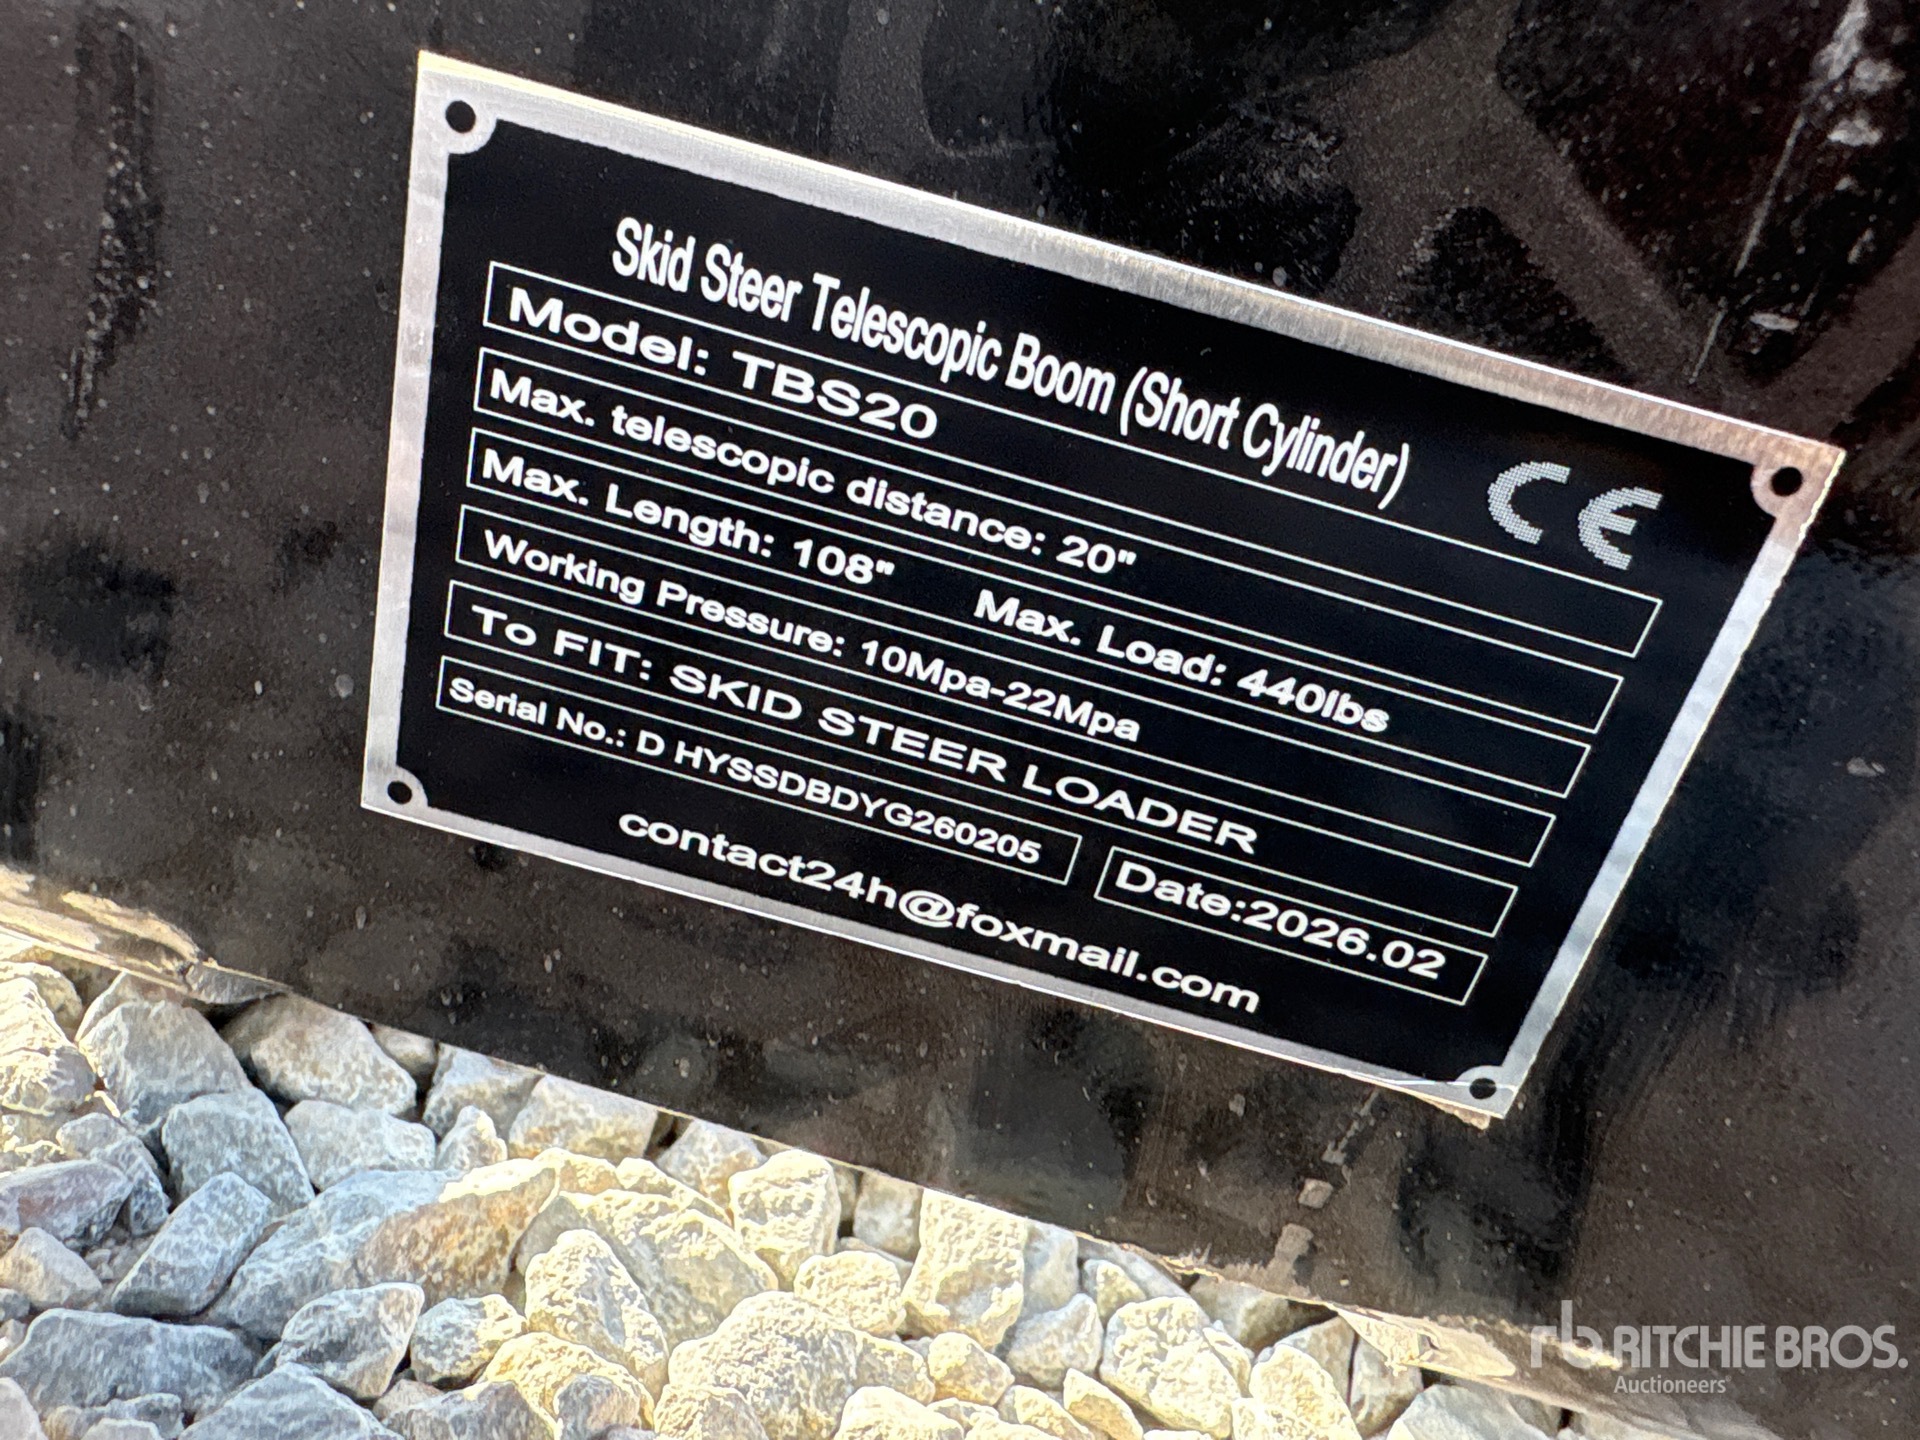 Skid Steer Telescopic Boom (Short Cylinder)
CE
Model: TBS20
Max. telescopic distance: 20"
Max. Length: 108" Max. Load: 440lbs
Working Pressure: 10Mpa-22Mpa
To FIT: SKID STEER LOADER
Serial No.: D HYSSDBDYG260205 Date:2026.02
contact24h@foxmail.com
rb RITCHIE BROS.
Auctioneers